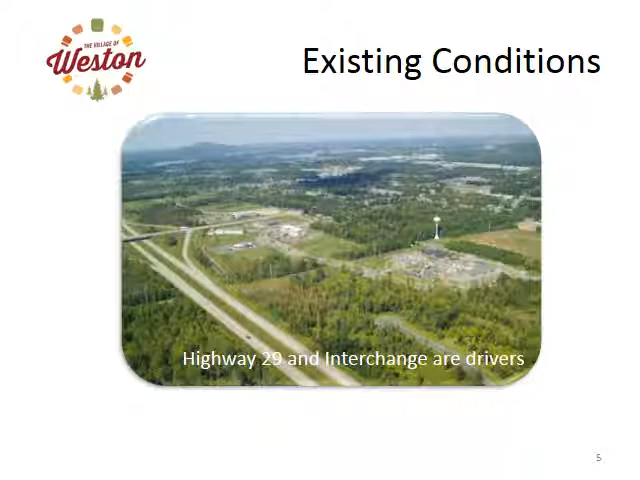 THE VILLAGE OF
Weston
Existing Conditions
Highway 29 and Interchange are drivers
5